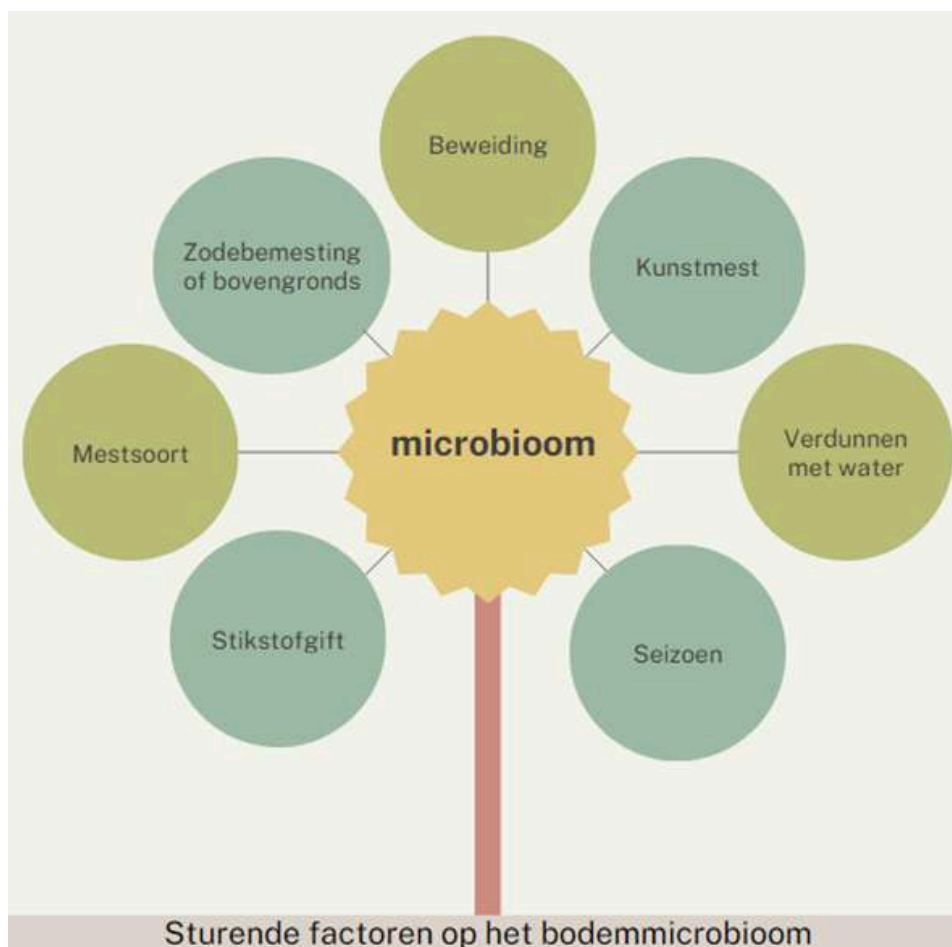 Beweiding
Zodebemesting
of bovengronds
Kunstmest
Mestsoort
microbioom
Verdunnen
met water
Stikstofgift
Seizoen
Sturende factoren op het bodemmicrobioom